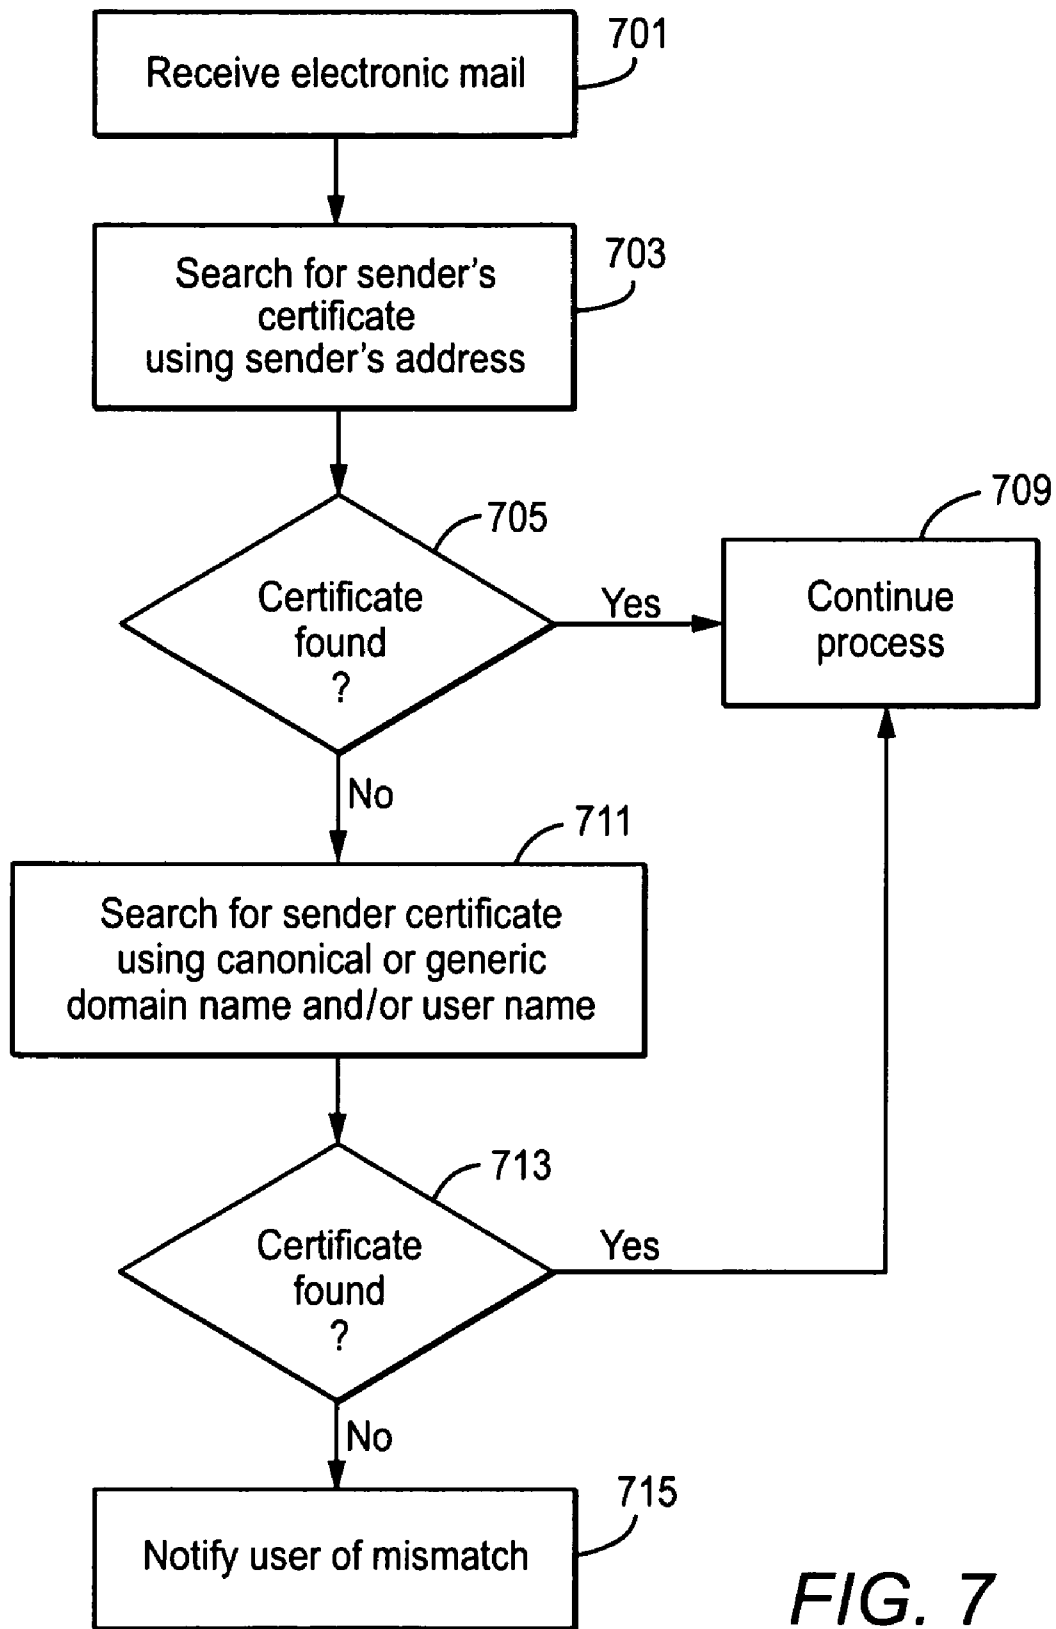 701
Receive electronic mail
703
Search for sender's
certificate
using sender's address
705
709
Certificate
found
?
Yes
Continue
process
No
711
Search for sender certificate
using canonical or generic
domain name and/or user name
713
Certificate
found
?
Yes
No
715
Notify user of mismatch
FIG. 7